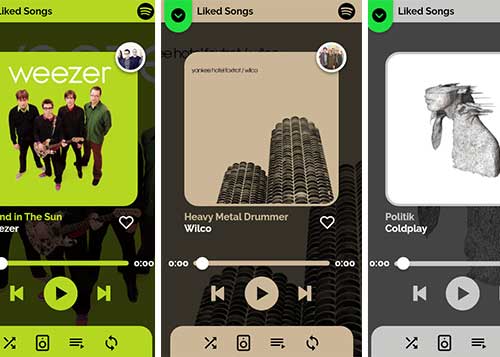 Liked Songs
weezer
nd in The Sun
ezer
0:00
Liked Songs
yankee hotel foxtrot / wilco
Heavy Metal Drummer
Wilco
0:00
0:00
Liked Songs
Politik
Coldplay
0:00